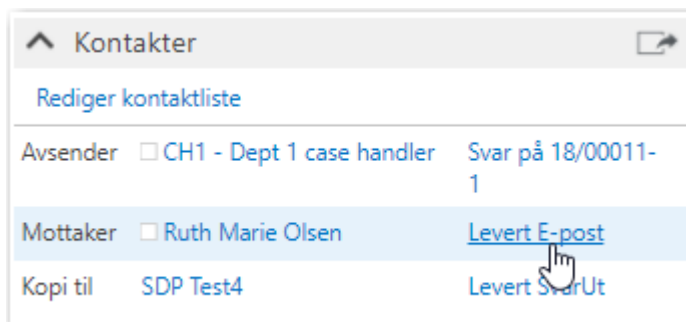 Kontakter
Rediger kontaktliste
Avsender CH1 - Dept 1 case handler Svar på 18/00011-
1
Mottaker Ruth Marie Olsen Levert E-post
Kopi til SDP Test4 Levert SvarUt